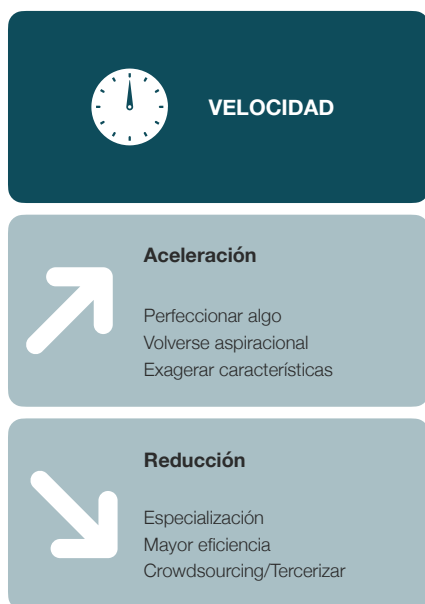 VELOCIDAD
Aceleración
Perfeccionar algo
Volverse aspiracional
Exagerar características
Reducción
Especialización
Mayor eficiencia
Crowdsourcing/Tercerizar